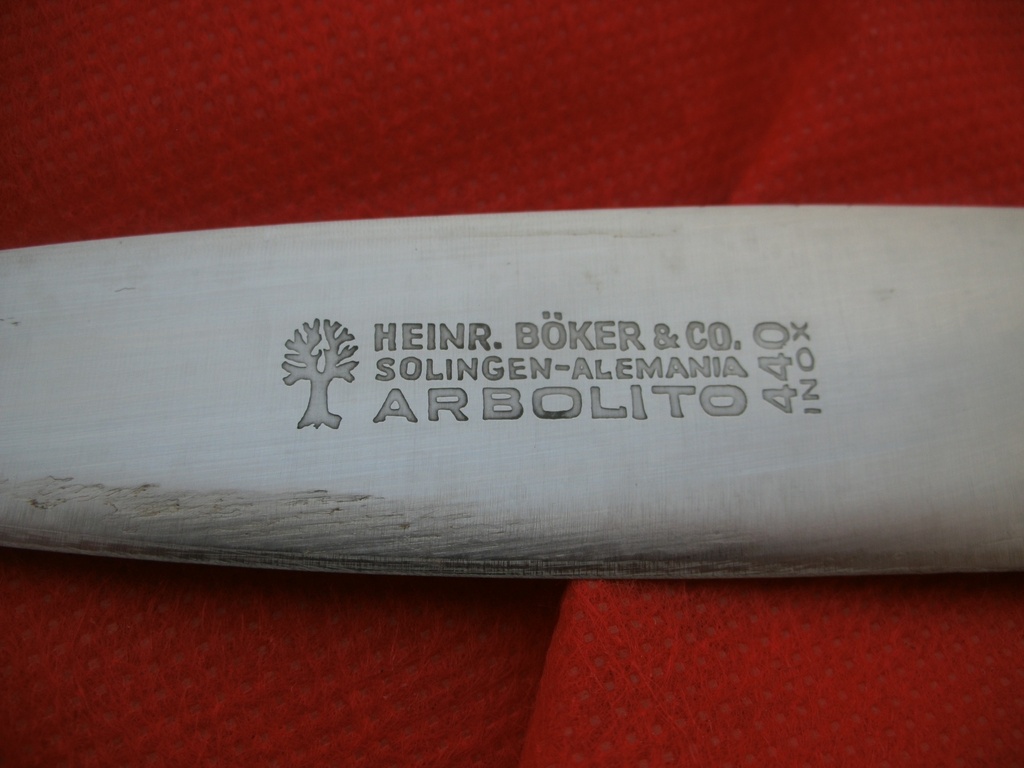 HEINR. BÖKER & CO.
SOLINGEN-ALEMANIA
ARBOLITO
440
INOX